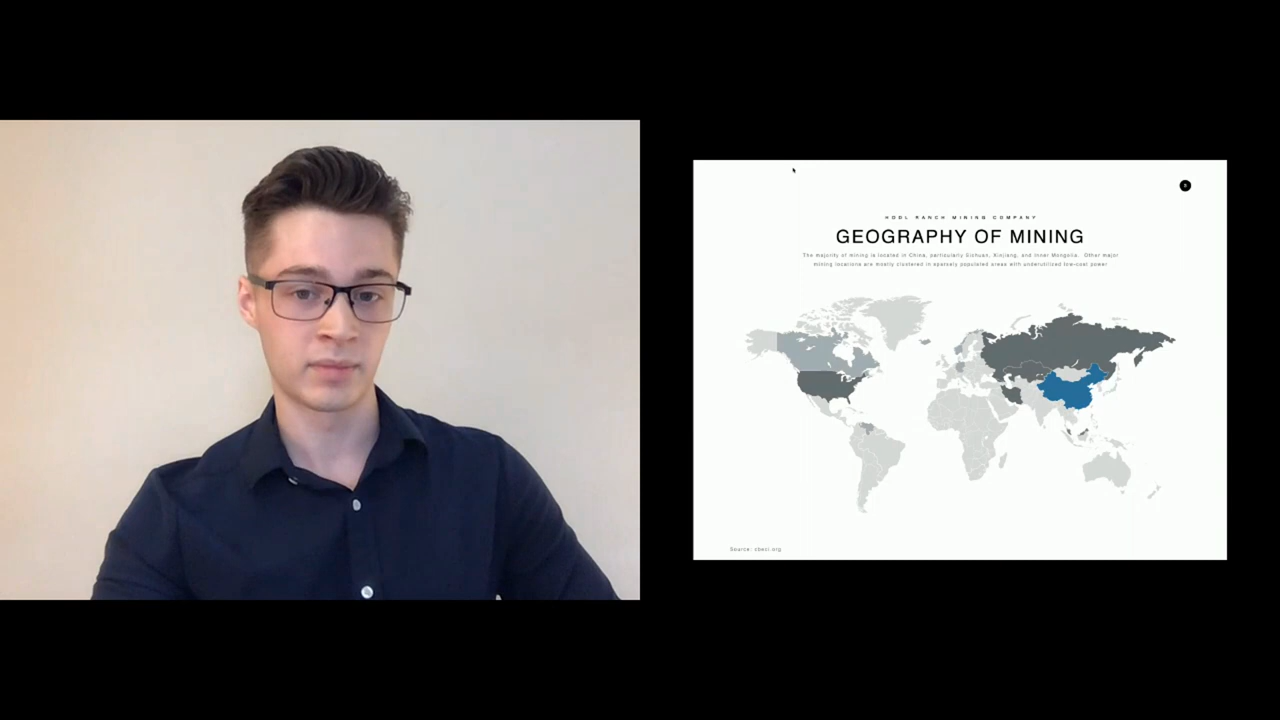 HODL RANCH MINING COMPANY
GEOGRAPHY OF MINING
The majority of mining is located in China, particularly Sichuan, Xinjiang, and Inner Mongolia. Other major
mining locations are mostly clustered in sparsely populated areas with underutilized low-cost power
Source: cbeci.org